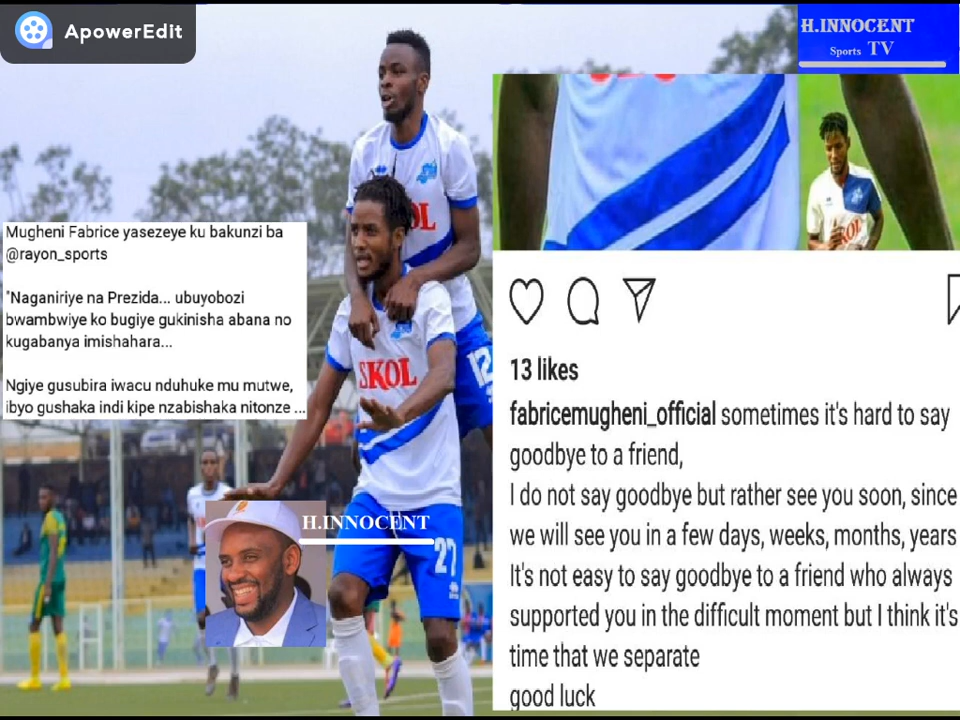 ApowerEdit
H.INNOCENT
Sports TV
Mugheni Fabrice yasezeye ku bakunzi ba
@rayon_sports
"Naganiriye na Prezida... ubuyobozi
bwambwiye ko bugiye gukinisha abana no
kugabanya imishahara...
Ngiye gusubira iwacu nduhuke mu mutwe,
ibyo gushaka indi kipe nzabishaka nitonze ...
SKOL
12
27
H.INNOCENT
13 likes
fabricemugheni_official sometimes it's hard to say
goodbye to a friend,
I do not say goodbye but rather see you soon, since
we will see you in a few days, weeks, months, years
It's not easy to say goodbye to a friend who always
supported you in the difficult moment but I think it's
time that we separate
good luck